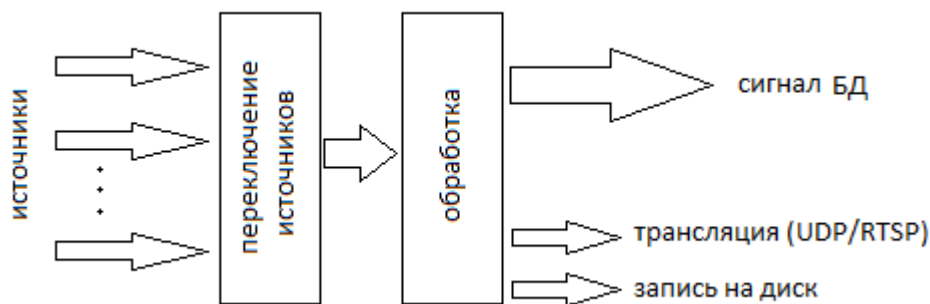 источники
переключение
источников
обработка
сигнал БД
трансляция (UDP/RTSP)
запись на диск